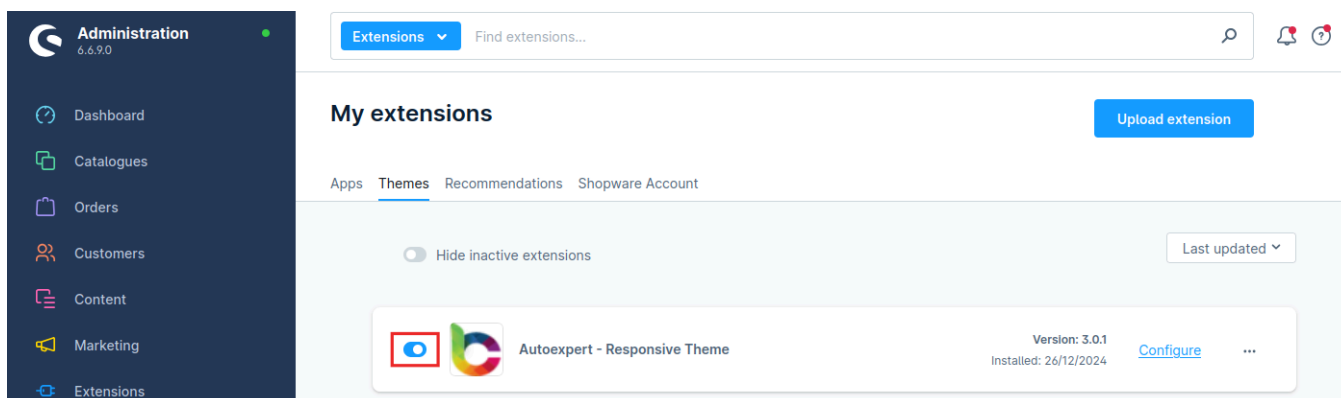 Administration
6.6.9.0
Extensions
Find extensions...
Dashboard
Catalogues
Orders
Customers
Content
Marketing
Extensions
My extensions
Upload extension
Apps Themes Recommendations Shopware Account
Hide inactive extensions
Last updated
Autoexpert - Responsive Theme
Version: 3.0.1
Installed: 26/12/2024
Configure